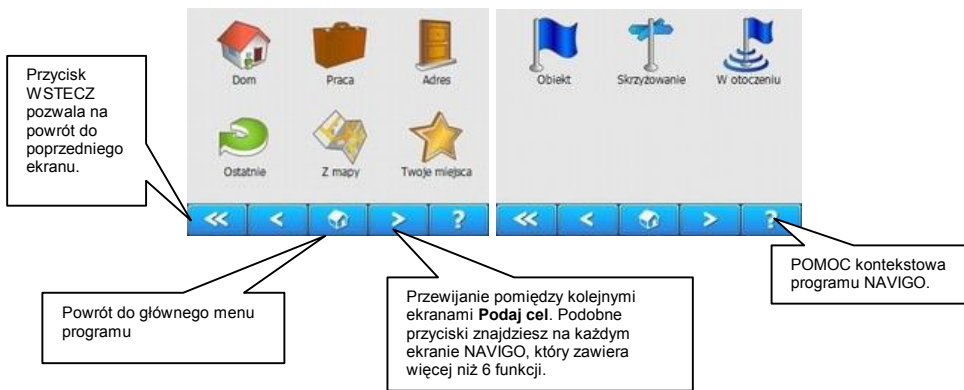 Przycisk
WSTECZ
pozwala na
powrót do
poprzedniego
ekranu.
Dom
Praca
Adres
Ostatnie
Z mapy
Twoje miejsca
Obiekt
Skrzyżowanie
W otoczeniu
<< < > ?
<< < > ?
Powrót do głównego menu
programu
Przewijanie pomiędzy kolejnymi
ekranami Podaj cel. Podobne
przyciski znajdziesz na każdym
ekranie NAVIGO, który zawiera
więcej niż 6 funkcji.
POMOC kontekstowa
programu NAVIGO.